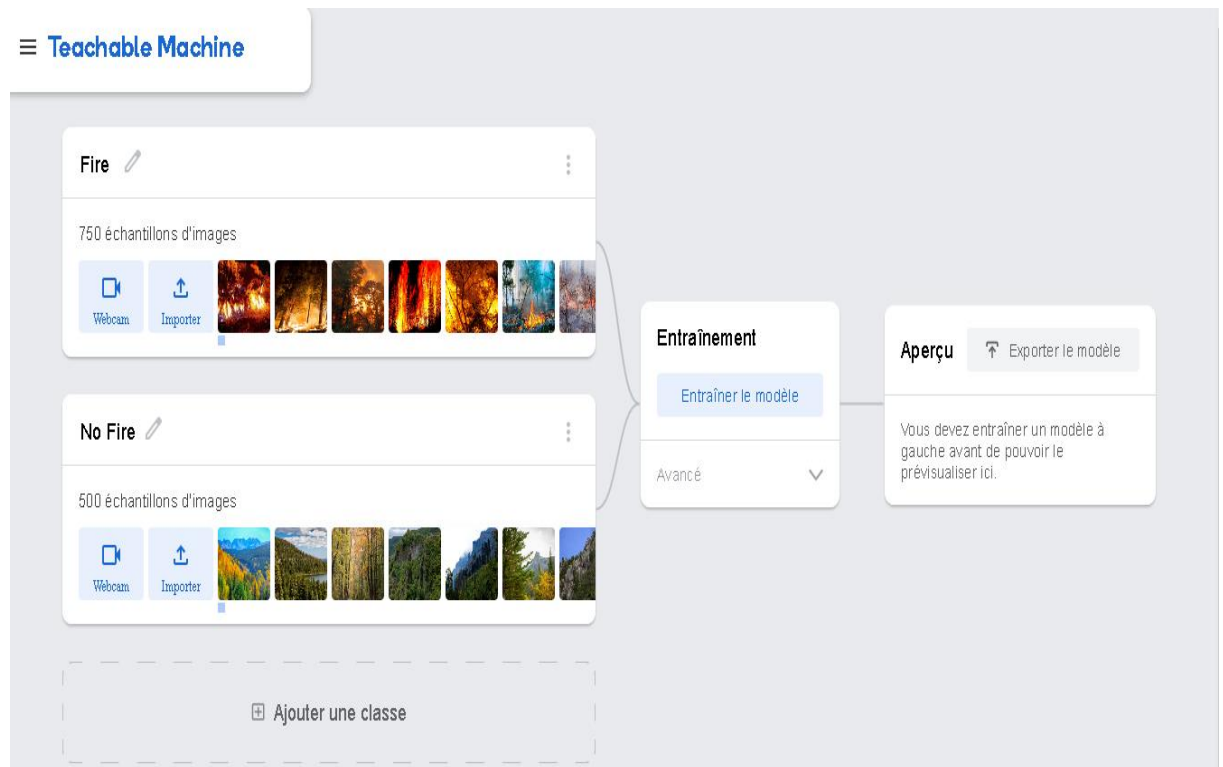 Teachable Machine
Fire
750 échantillons d'images
Webcam
Importer
No Fire
500 échantillons d'images
Webcam
Importer
Ajouter une classe
Entraînement
Entraîner le modèle
Avancé
Aperçu
Exporter le modèle
Vous devez entraîner un modèle à
gauche avant de pouvoir le
prévisualiser ici.